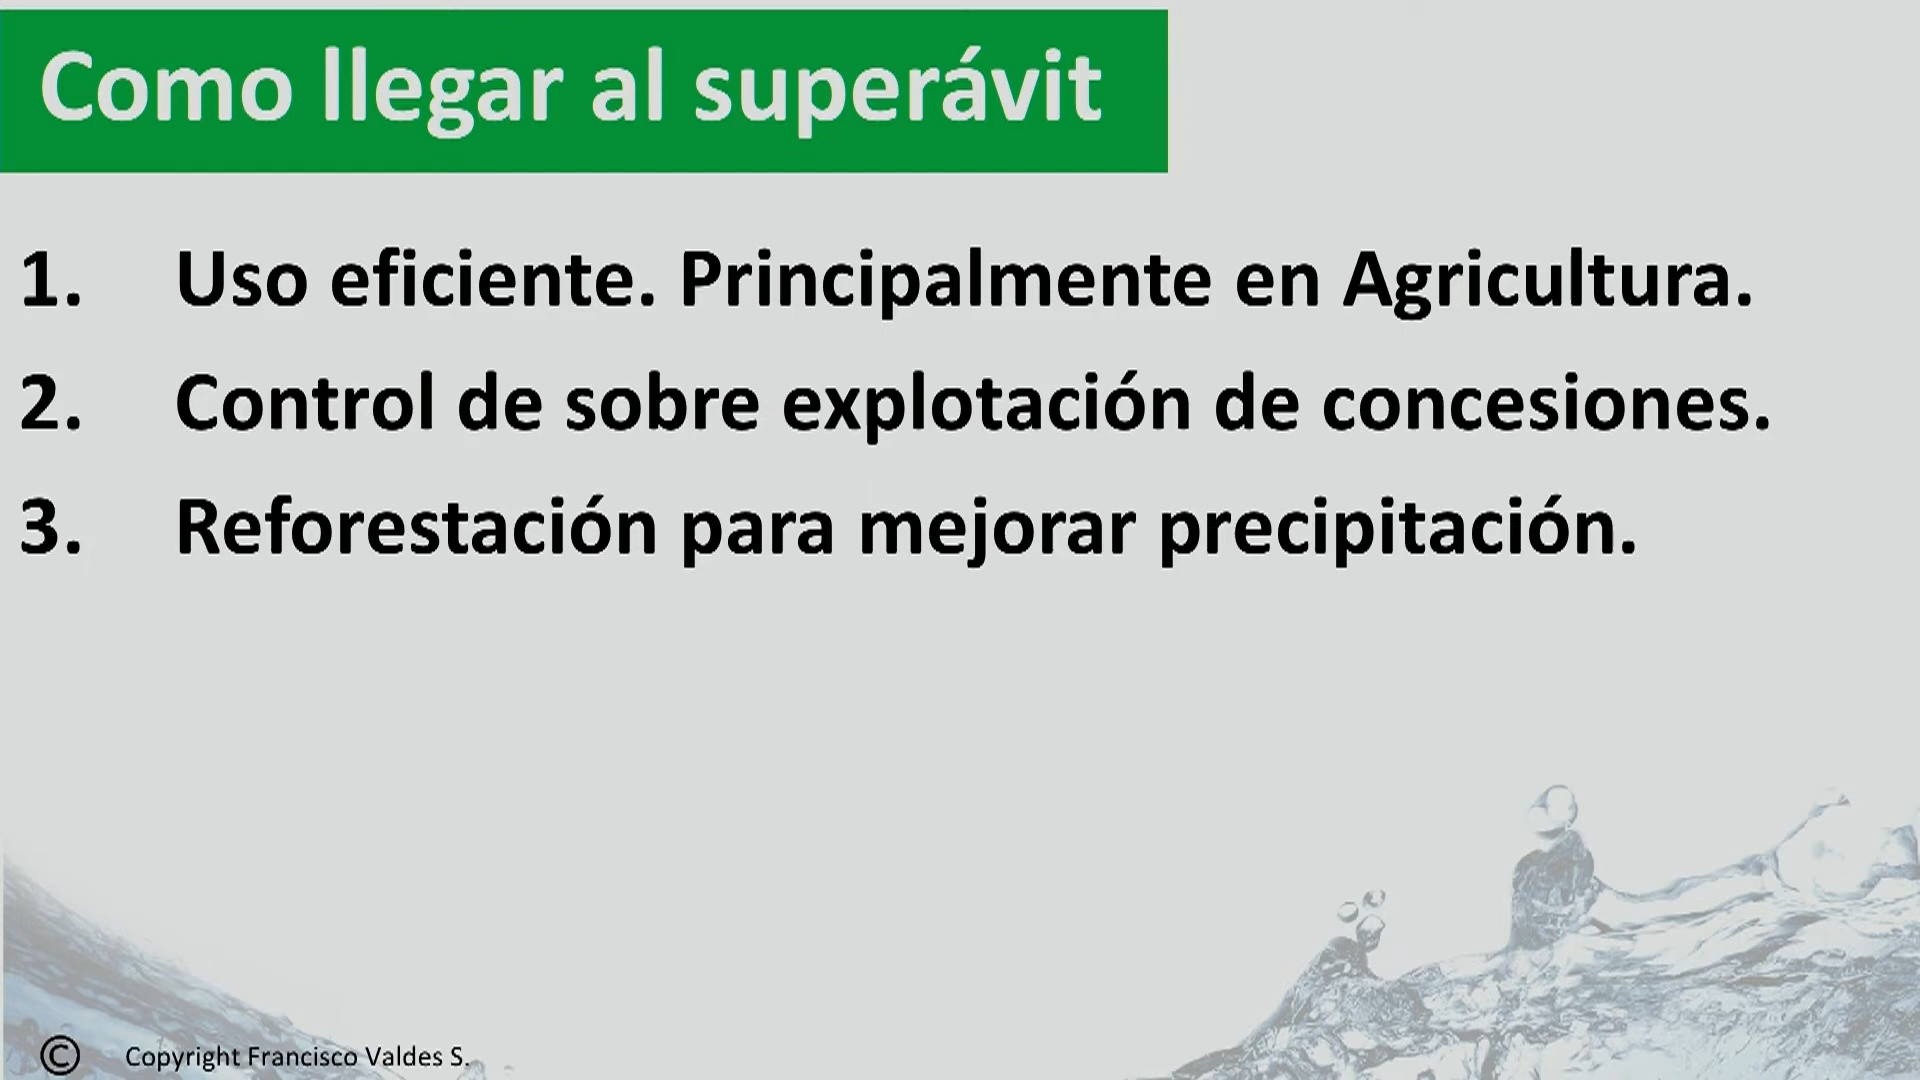 Como llegar al superávit
1. Uso eficiente. Principalmente en Agricultura.
2. Control de sobre explotación de concesiones.
3. Reforestación para mejorar precipitación.
© Copyright Francisco Valdes S.